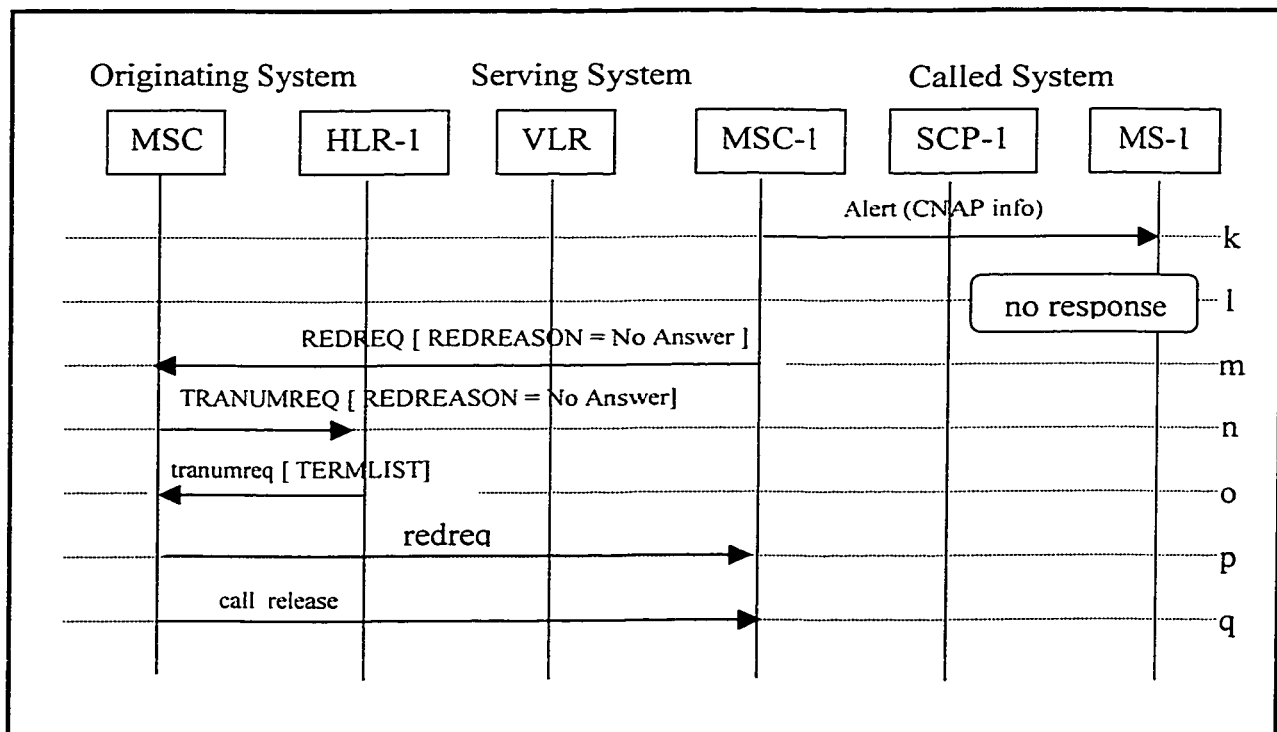 Originating System Serving System Called System
MSC HLR-1 VLR MSC-1 SCP-1 MS-1
Alert (CNAP info)
k
no response l
REDREQ [ REDREASON = No Answer ]
m
TRANUMREQ [ REDREASON = No Answer]
n
tranumreq [ TERMLIST]
o
redreq
p
call release
q